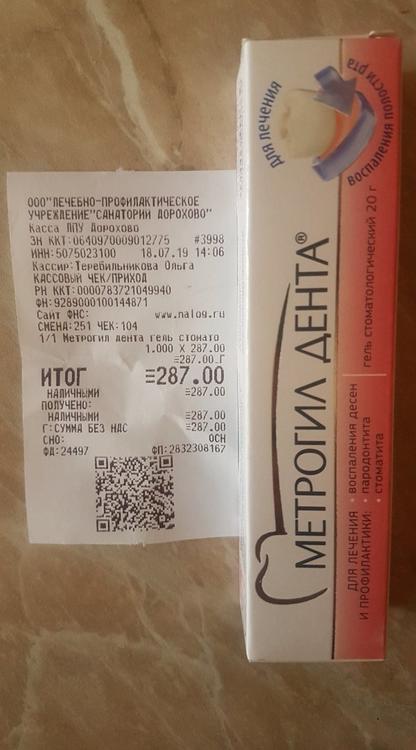 ООО"ЛЕЧЕБНО-ПРОФИЛАКТИЧЕСКОЕ
УЧРЕЖДЕНИЕ"САНАТОРИЙ ДОРОХОВО"
Касса ЛПУ Дорохово
ЗН ККТ:0640970009012775 #3998
ИНН:5075023100 18.07.19 14:06
Кассир:Теребильникова Ольга
КАССОВЫЙ ЧЕК/ПРИХОД
РН ККТ:0000783721049940
ФН:9289000100144871
Сайт ФНС: www.nalog.ru
СМЕНА:251 ЧЕК:104
1/1 Метрогил дента гель стомато
1.000 X 287.00
=287.00_Г
ИТОГ =287.00
НАЛИЧНЫМИ =287.00
ПОЛУЧЕНО:
НАЛИЧНЫМИ =287.00
Г:СУММА БЕЗ НДС =287.00
СНО: ОСН
ФД:24497 ФП:2832308167
для лечения
воспаления полости рта
МЕТРОГИЛ ДЕНТА®
гель стоматологический 20 г
ДЛЯ ЛЕЧЕНИЯ
И ПРОФИЛАКТИКИ:
• воспаления десен
• пародонтита
• стоматита